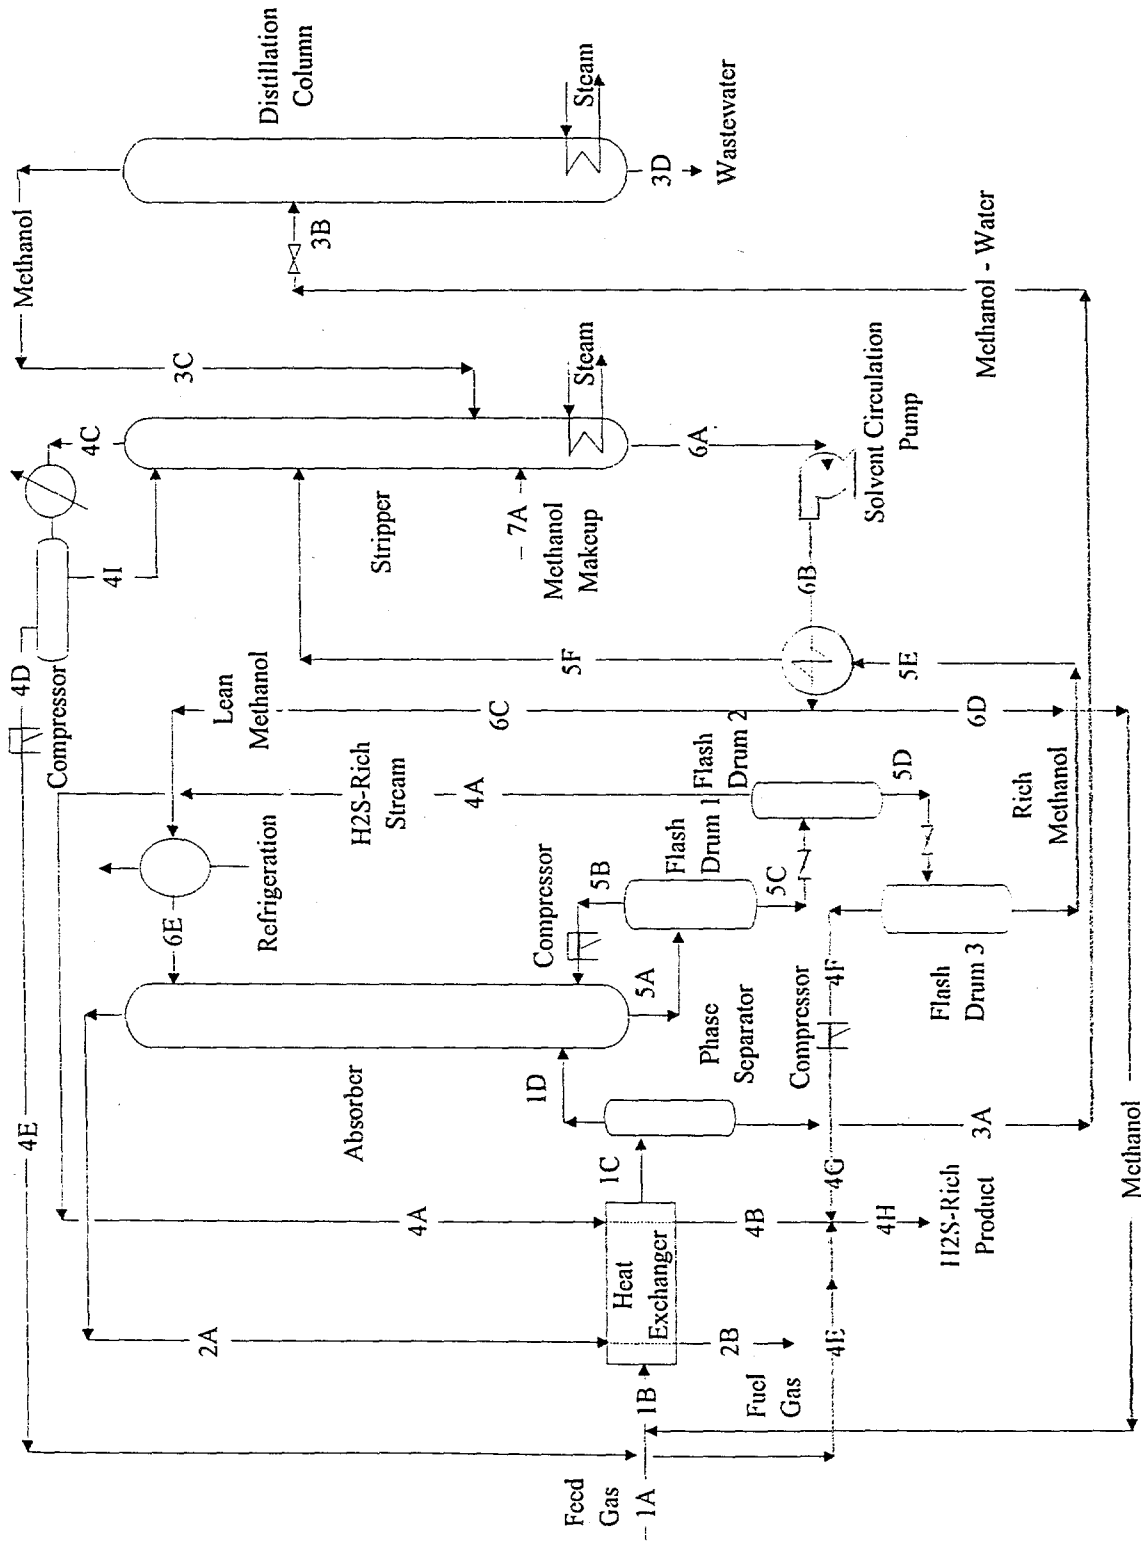 Feed
Gas
1A
1B
Heat
Exchanger
1C
1D
2A
2B
Fuel
Gas
4A
4B
4E
4E
4G
4H
H2S-Rich
Product
Absorber
Phase
Separator
3A
Compressor
4F
Flash
Drum 3
5A
5B
Compressor
Flash
Drum 1
5C
Flash
Drum 2
5D
6E
Refrigeration
H2S-Rich
Stream
4A
Lean
Methanol
6C
6D
Rich
Methanol
5E
5F
6B
Solvent Circulation
Pump
6A
4D
Compressor
4I
4C
Stripper
7A
Methanol
Makeup
Steam
3C
Methanol
Methanol - Water
3B
Distillation
Column
Steam
3D
Wastewater
Methanol